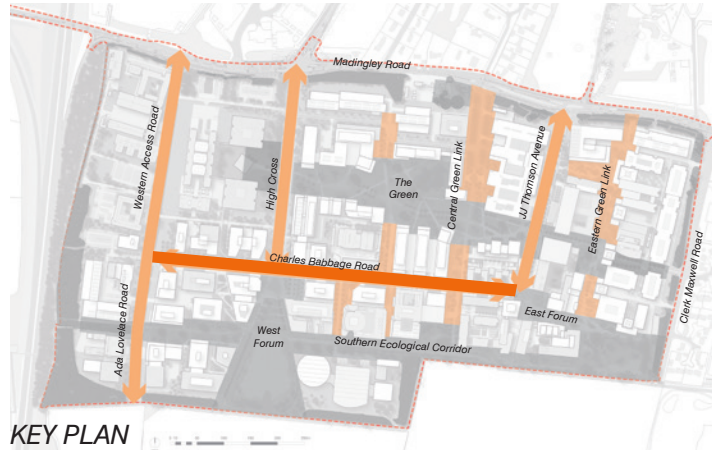 Madingley Road
Western Access Road
High Cross
The
Green
Central Green Link
JJ Thomson Avenue
Eastern Green Link
Clerk Maxwell Road
Charles Babbage Road
Ada Lovelace Road
West
Forum
East Forum
Southern Ecological Corridor
KEY PLAN